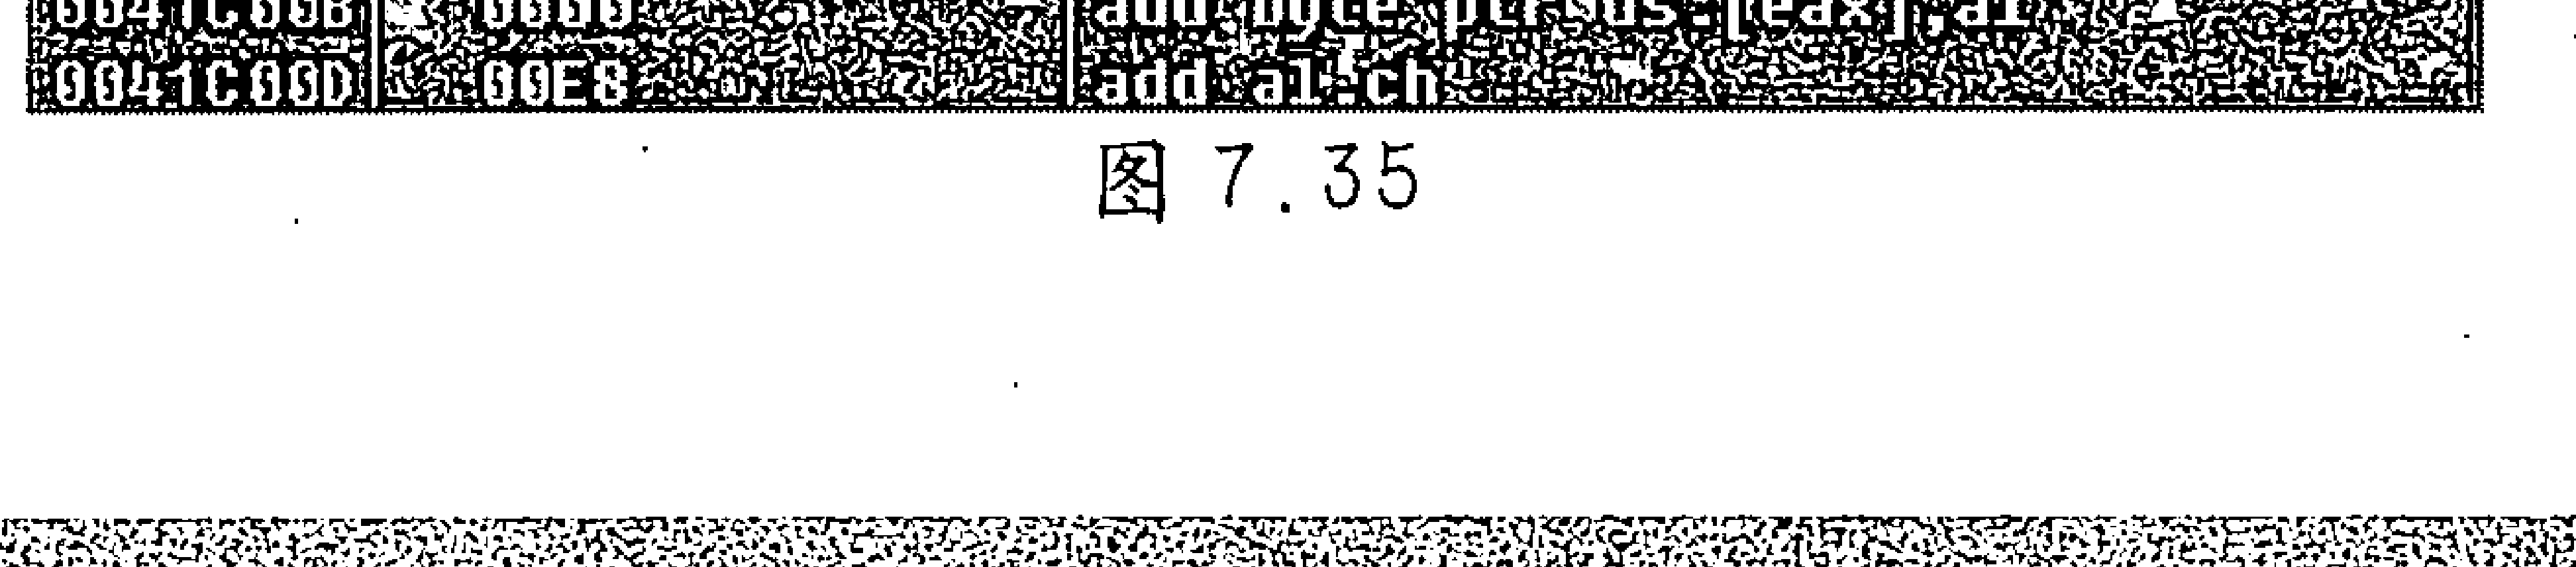 0041C00B 0000 add byte ptr ds:[eax],al
0041C00D 00E8 add al,ch
图 7.35